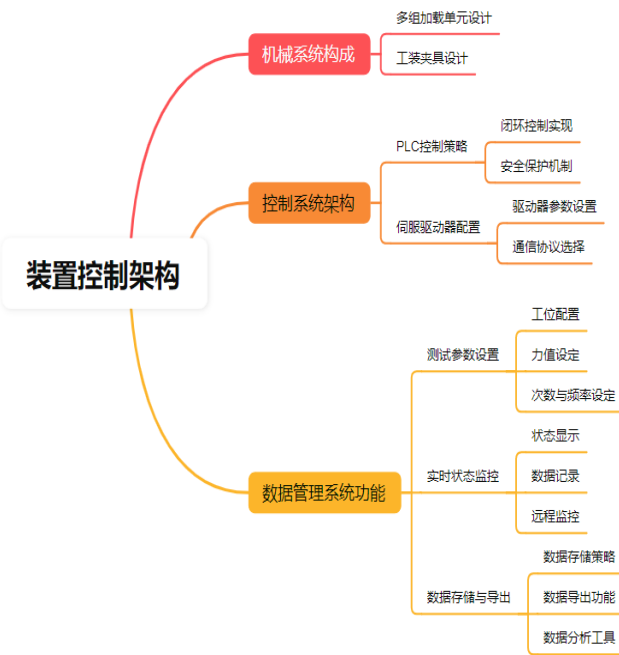 装置控制架构
机械系统构成
多组加载单元设计
工装夹具设计
控制系统架构
PLC控制策略
闭环控制实现
安全保护机制
伺服驱动器配置
驱动器参数设置
通信协议选择
数据管理系统功能
测试参数设置
工位配置
力值设定
次数与频率设定
实时状态监控
状态显示
数据记录
远程监控
数据存储与导出
数据存储策略
数据导出功能
数据分析工具